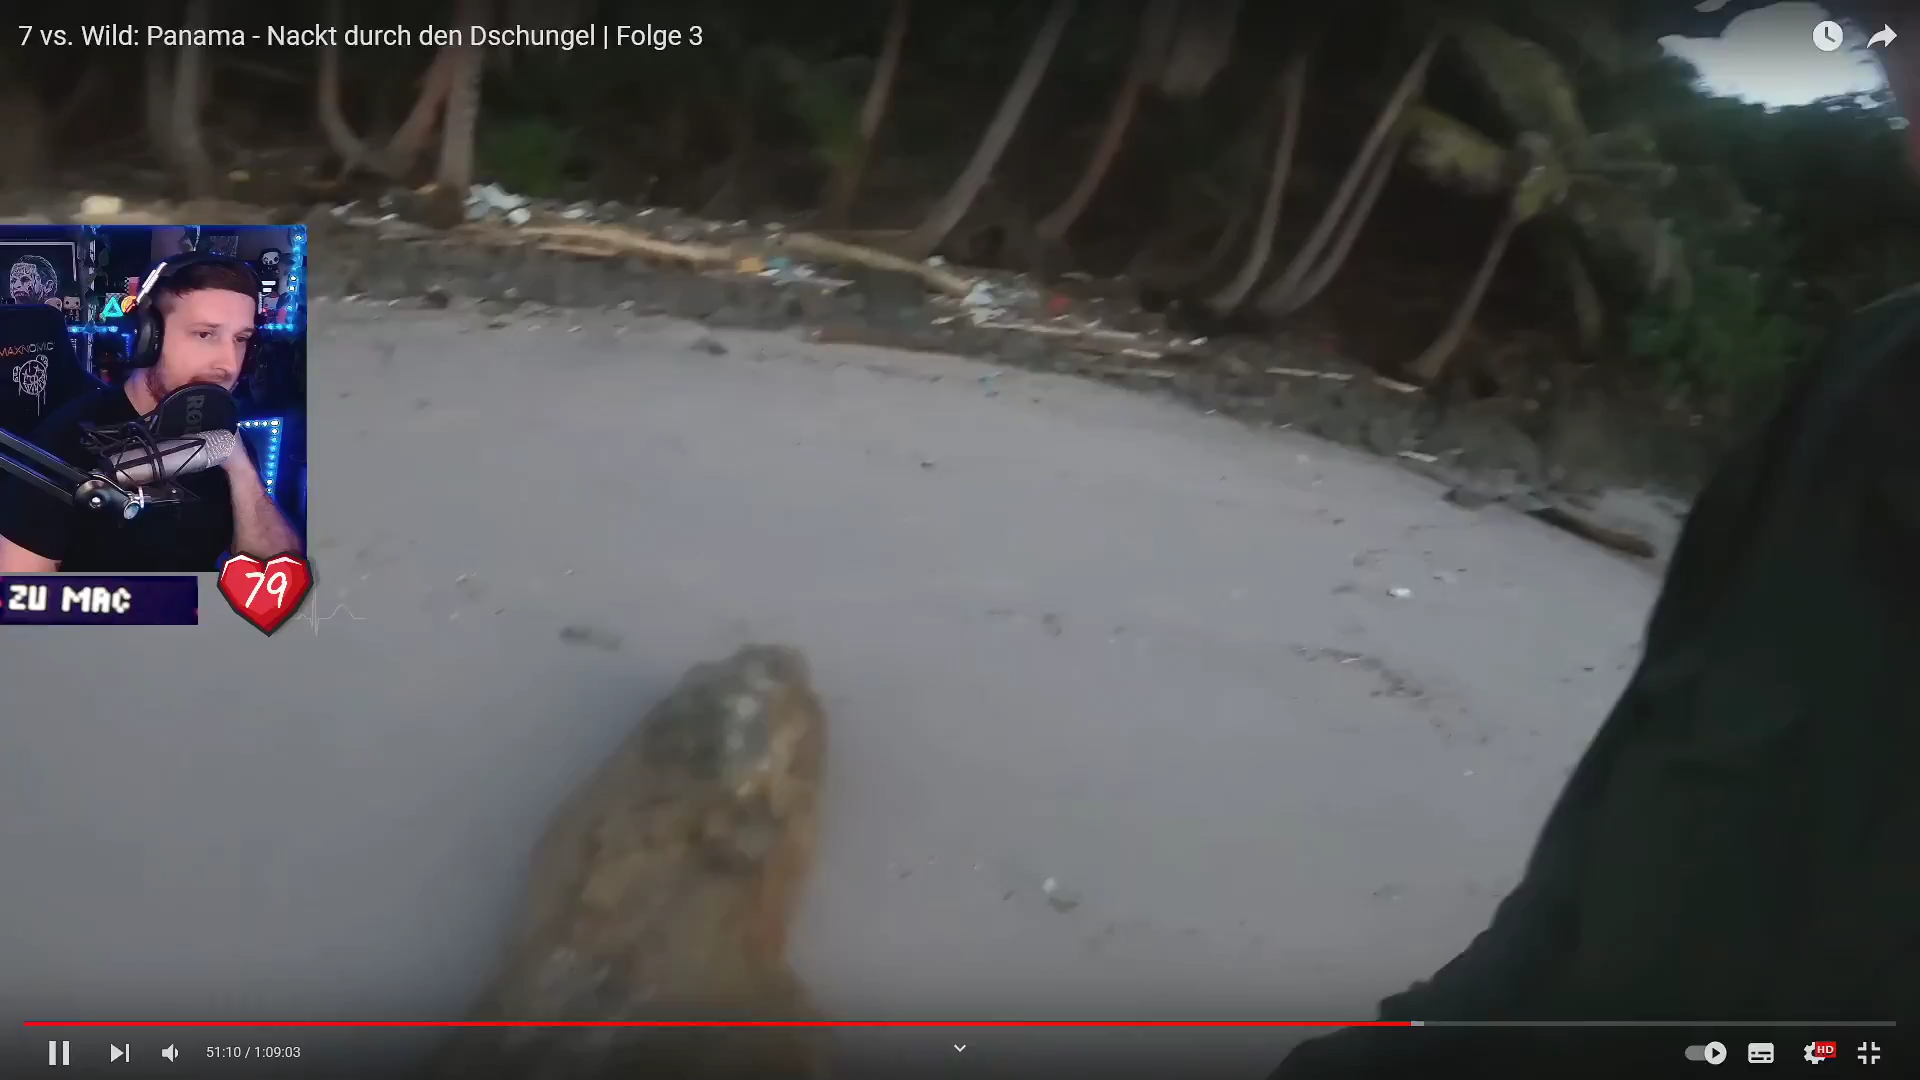 7 vs. Wild: Panama - Nackt durch den Dschungel | Folge 3
MAXNOMIC
ZU MAC
79
51:10 / 1:09:03
HD